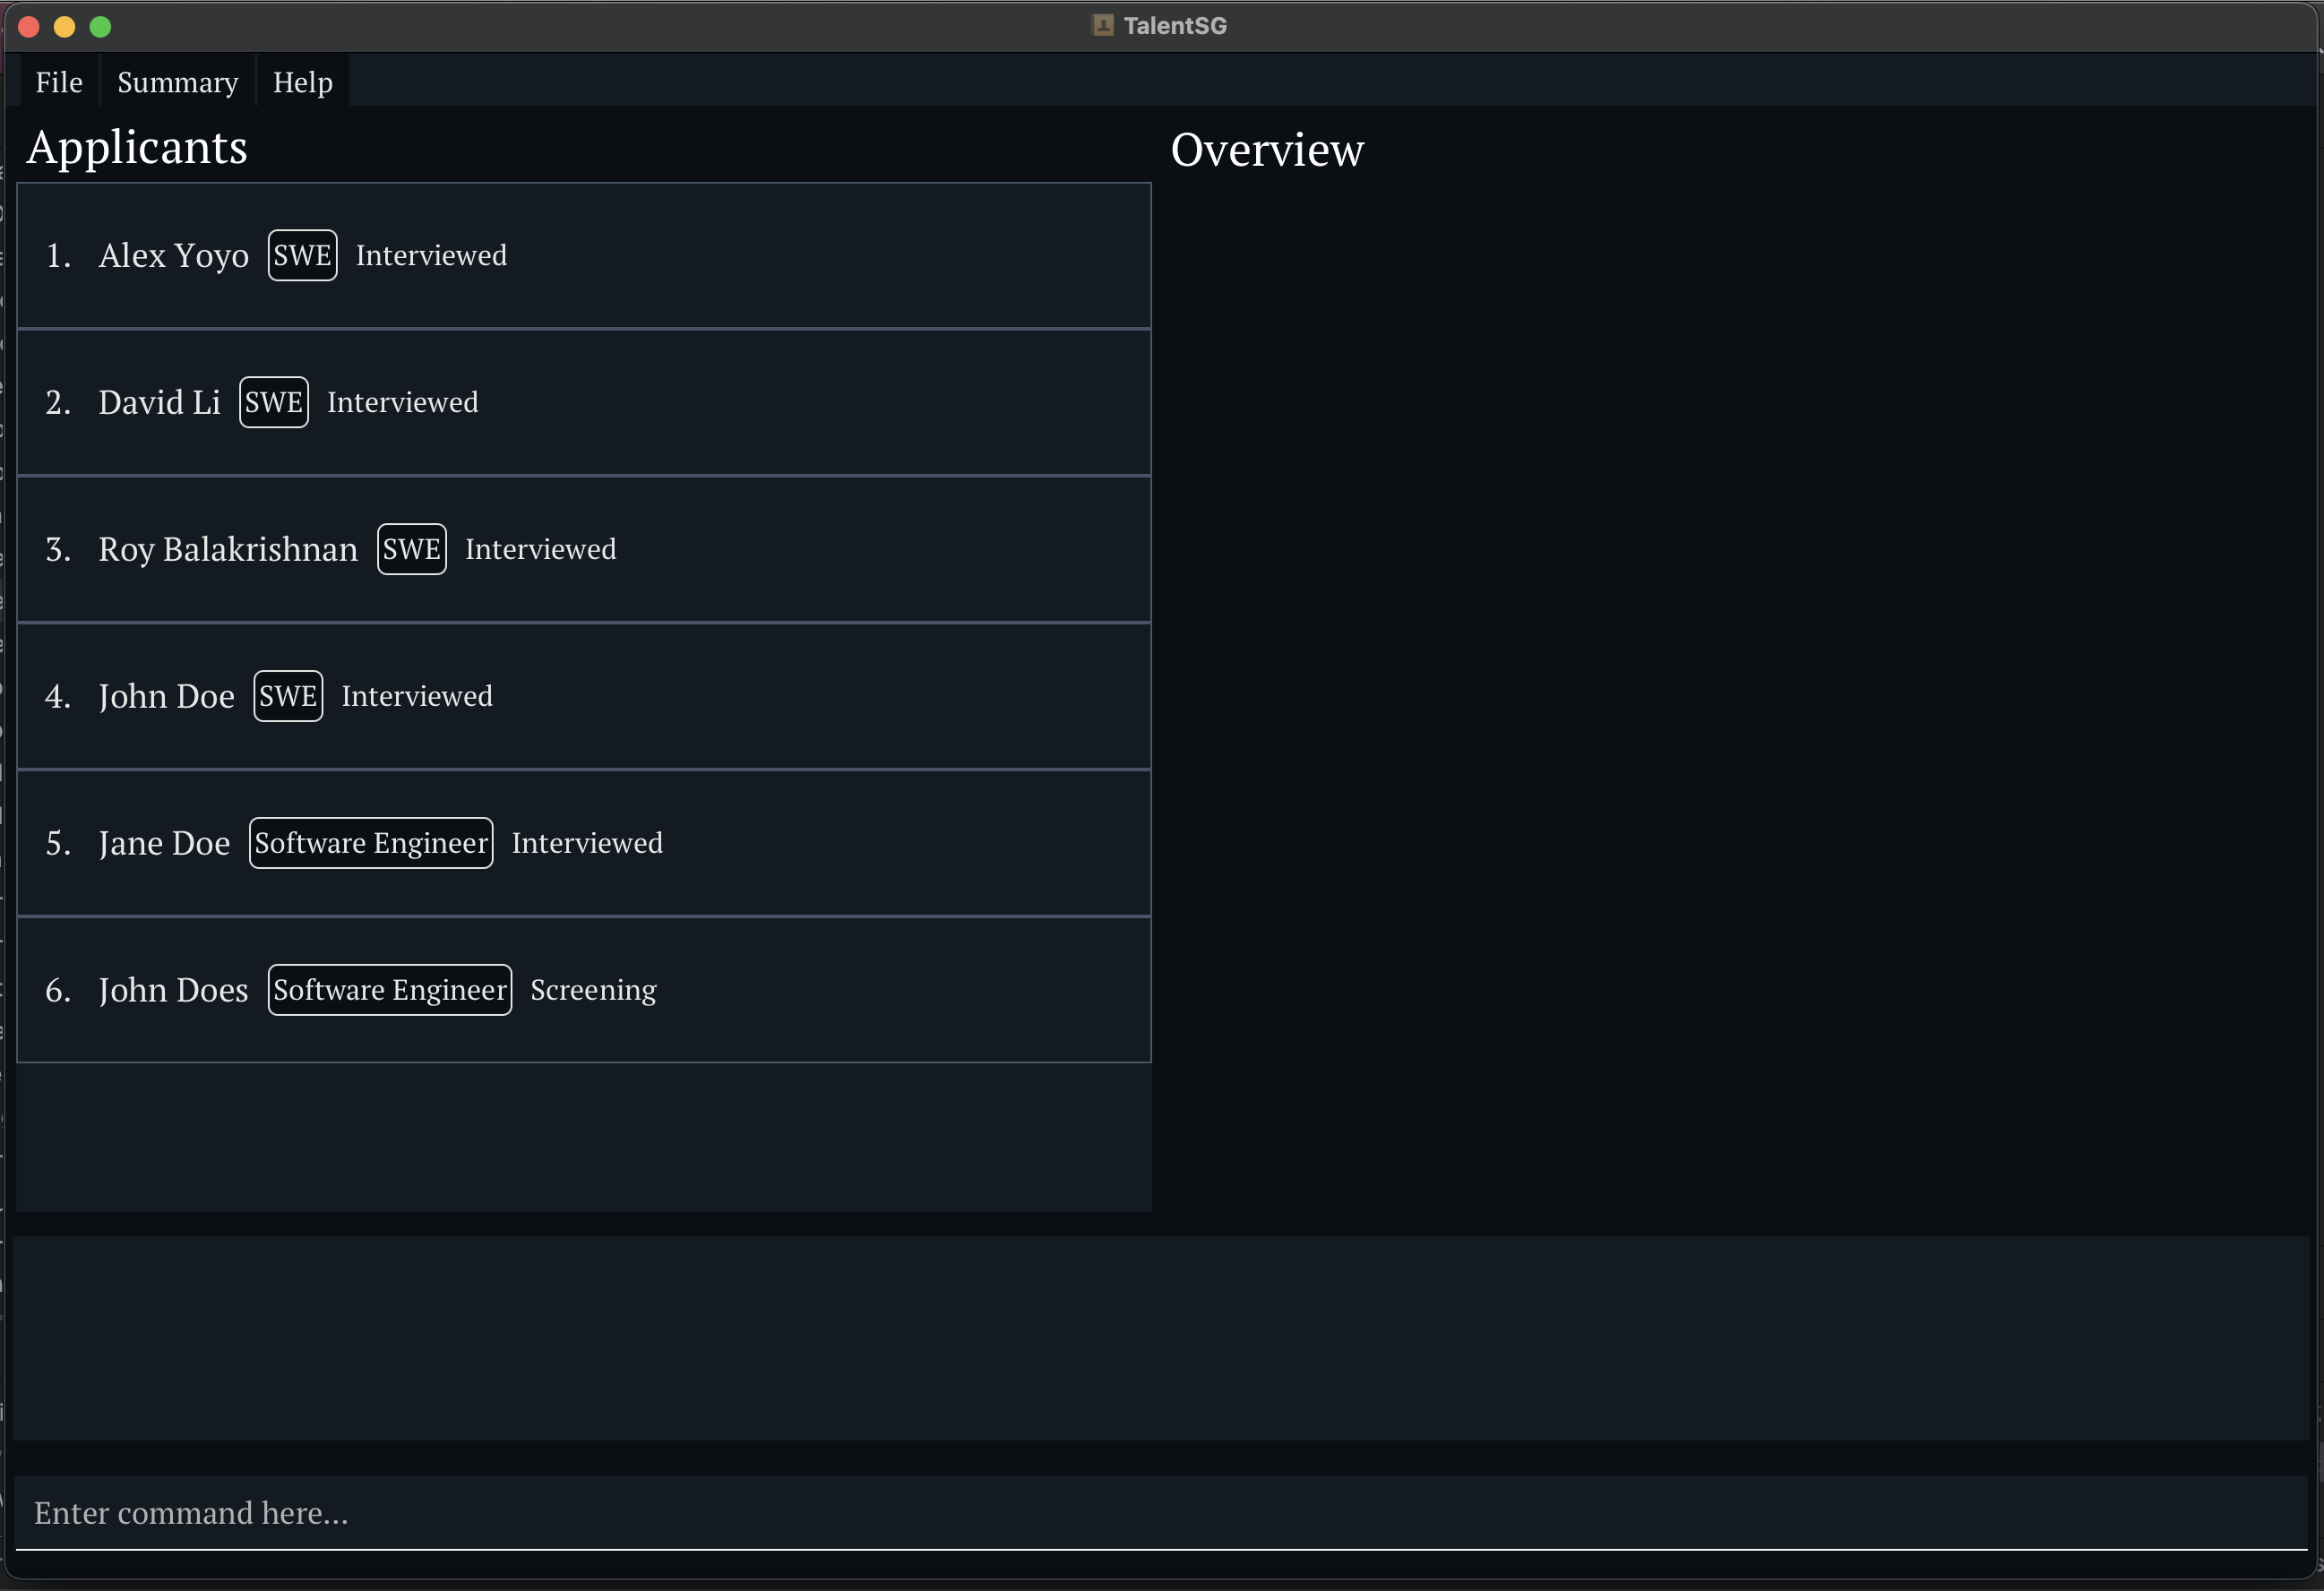 TalentSG
File Summary Help
Applicants
Overview
1. Alex Yoyo SWE Interviewed
2. David Li SWE Interviewed
3. Roy Balakrishnan SWE Interviewed
4. John Doe SWE Interviewed
5. Jane Doe Software Engineer Interviewed
6. John Does Software Engineer Screening
Enter command here...